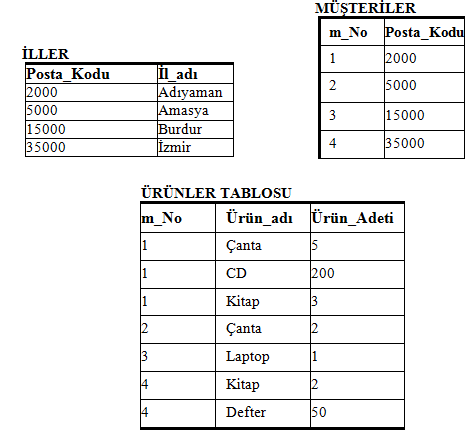 MÜŞTERİLER
m_No Posta_Kodu
1 2000
2 5000
3 15000
4 35000
İLLER
Posta_Kodu İl_adı
2000 Adıyaman
5000 Amasya
15000 Burdur
35000 İzmir
ÜRÜNLER TABLOSU
m_No Ürün_adı Ürün_Adeti
1 Çanta 5
1 CD 200
1 Kitap 3
2 Çanta 2
3 Laptop 1
4 Kitap 2
4 Defter 50